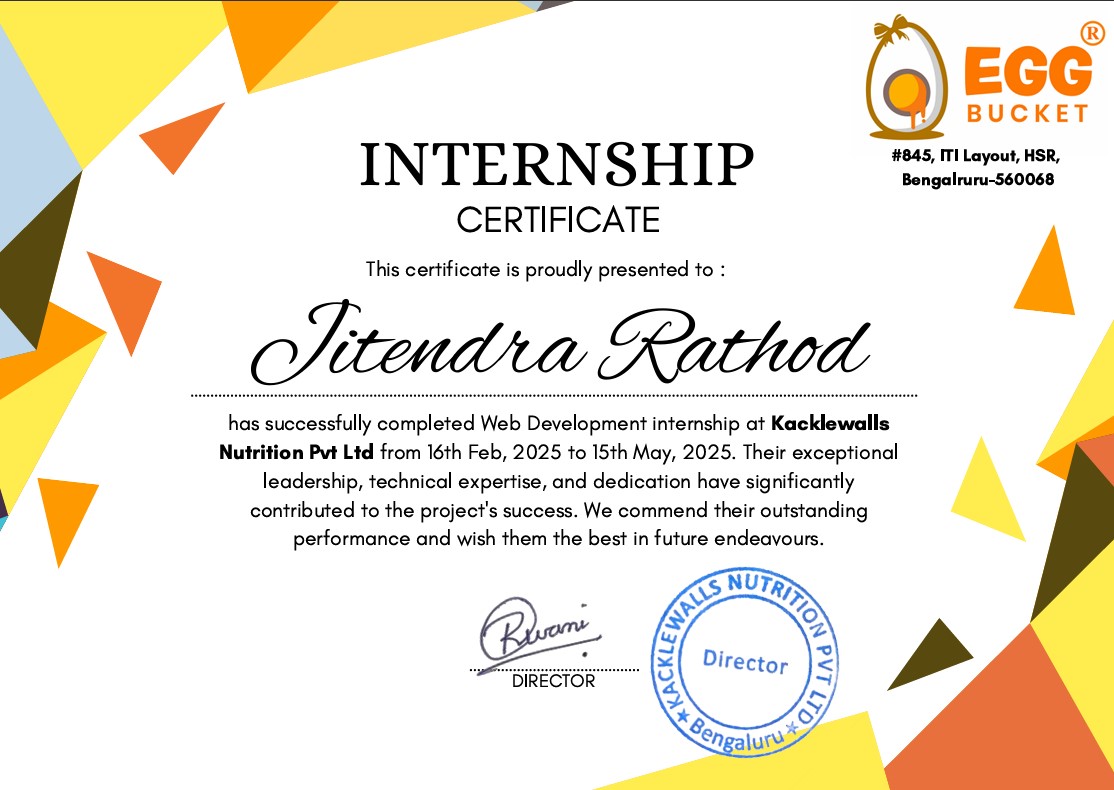 EGG ®
BUCKET
#845, ITI Layout, HSR,
Bengalruru-560068
INTERNSHIP
CERTIFICATE
This certificate is proudly presented to :
Jitendra Rathod
has successfully completed Web Development internship at Kacklewalls
Nutrition Pvt Ltd from 16th Feb, 2025 to 15th May, 2025. Their exceptional
leadership, technical expertise, and dedication have significantly
contributed to the project's success. We commend their outstanding
performance and wish them the best in future endeavours.
DIRECTOR
KACKLEWALLS NUTRITION PVT LTD
Director
Bengaluru